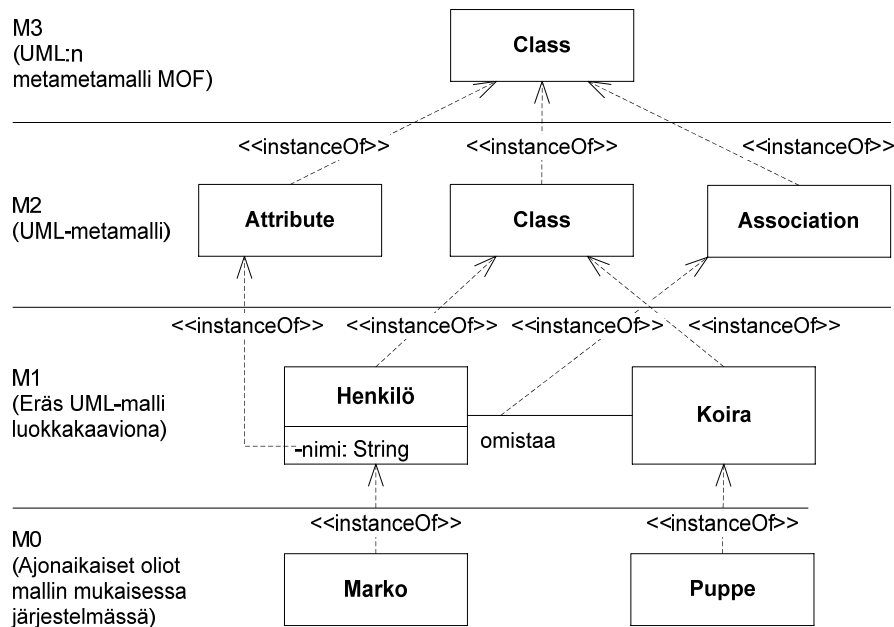 M3
(UML:n
metametamalli MOF)
Class
<<instanceOf>> <<instanceOf>> <<instanceOf>>
M2
(UML-metamalli)
Attribute
Class
Association
<<instanceOf>> <<instanceOf>> <<instanceOf>> <<instanceOf>>
M1
(Eräs UML-malli
luokkakaaviona)
Henkilö
-nimi: String
omistaa
Koira
<<instanceOf>> <<instanceOf>>
M0
(Ajonaikaiset oliot
mallin mukaisessa
järjestelmässä)
Marko
Puppe